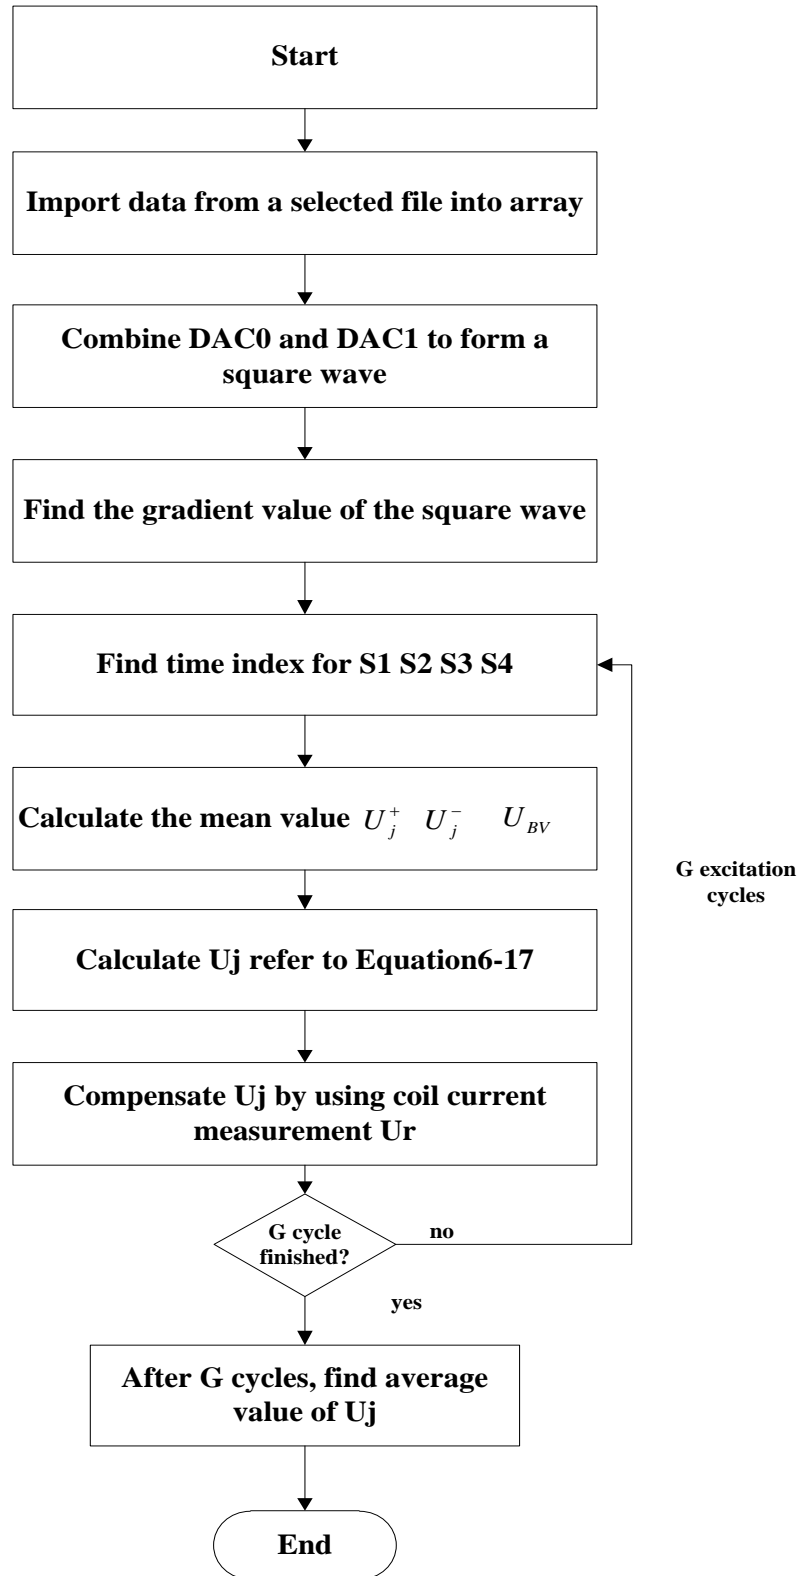 Start
Import data from a selected file into array
Combine DAC0 and DAC1 to form a
square wave
Find the gradient value of the square wave
Find time index for S1 S2 S3 S4
Calculate the mean value U_j^+ U_j^- U_{BV}
G excitation
cycles
Calculate Uj refer to Equation6-17
Compensate Uj by using coil current
measurement Ur
G cycle
finished?
no
yes
After G cycles, find average
value of Uj
End